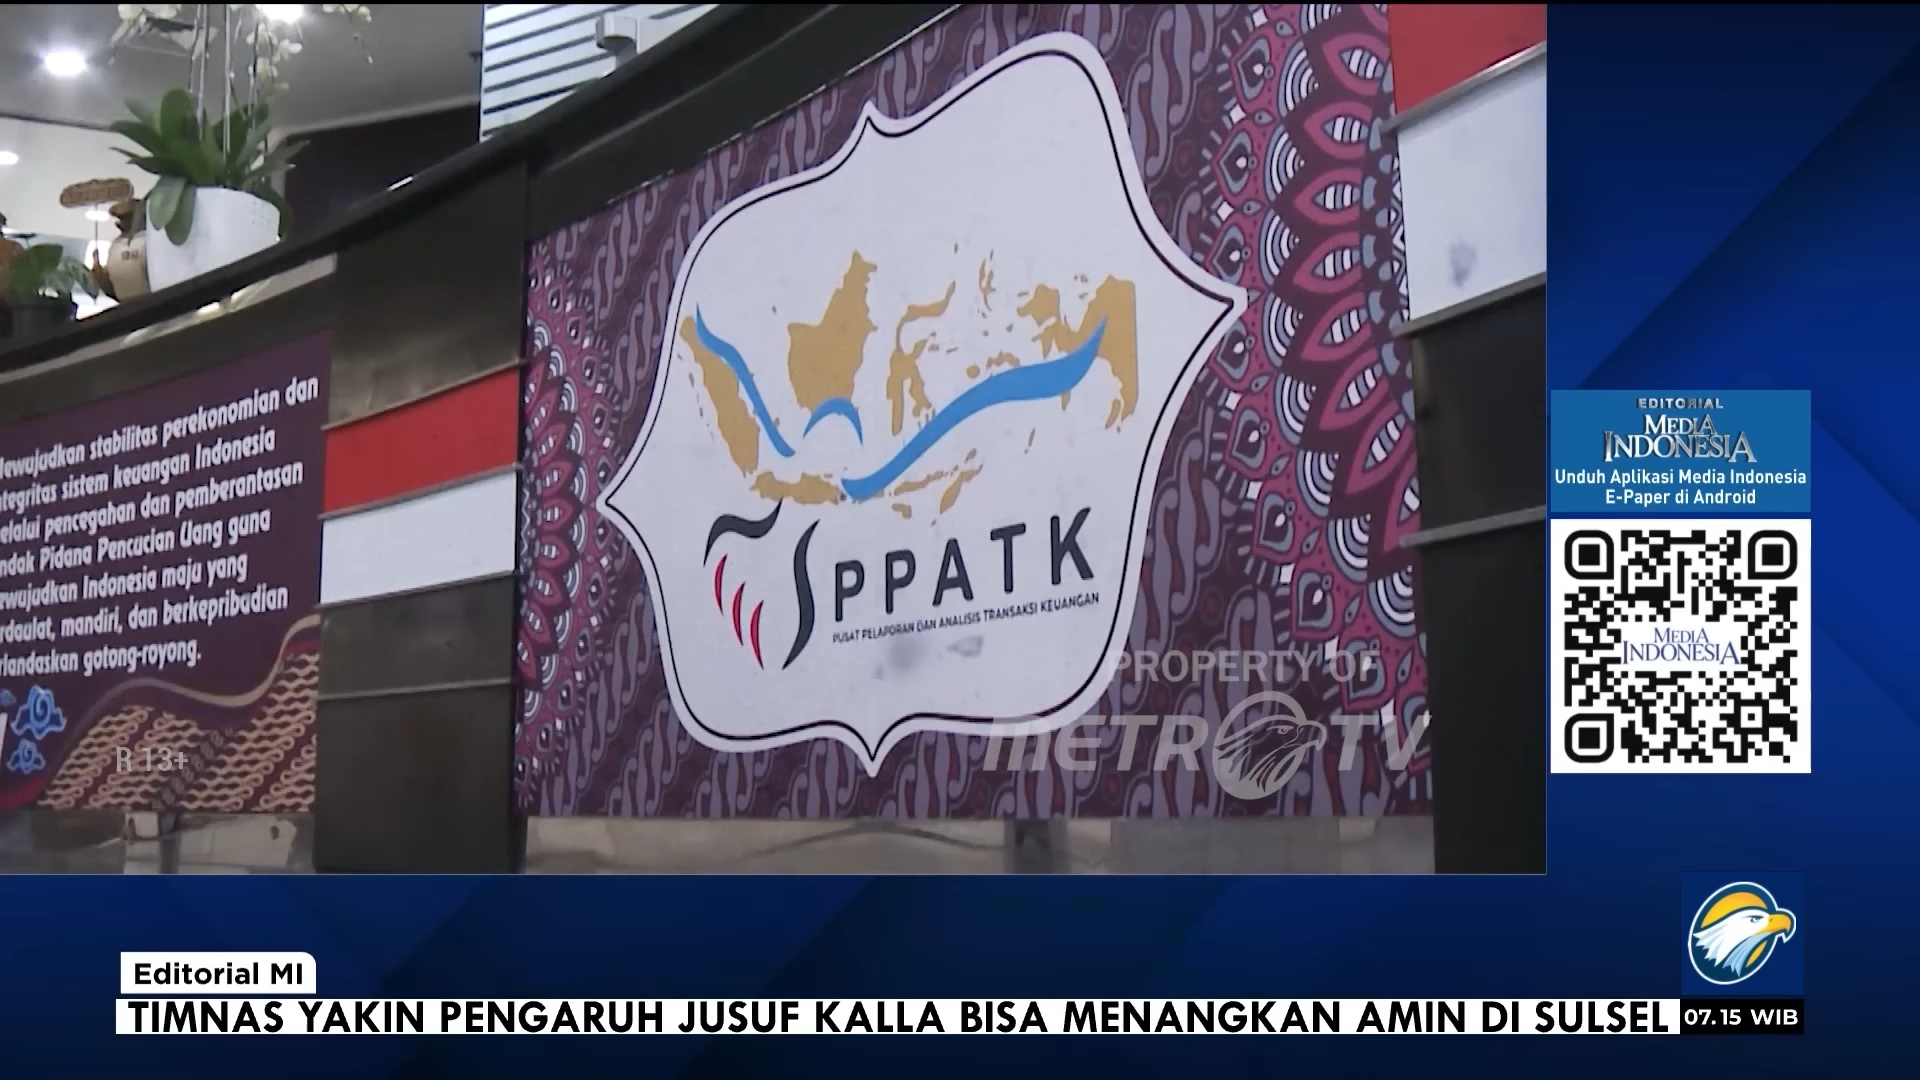 ewujudkan stabilitas perekonomian dan
ntegritas sistem keuangan Indonesia
elalui pencegahan dan pemberantasan
ndak Pidana Pencucian Uang guna
ewujudkan Indonesia maju yang
rdaulat, mandiri, dan berkepribadian
rlandaskan gotong-royong.
R 13+
PPATK
PUSAT PELAPORAN DAN ANALISIS TRANSAKSI KEUANGAN
PROPERTY OF
METRO TV
EDITORIAL
MEDIA
INDONESIA
Unduh Aplikasi Media Indonesia
E-Paper di Android
MEDIA
INDONESIA
Editorial MI
TIMNAS YAKIN PENGARUH JUSUF KALLA BISA MENANGKAN AMIN DI SULSEL
07.15 WIB